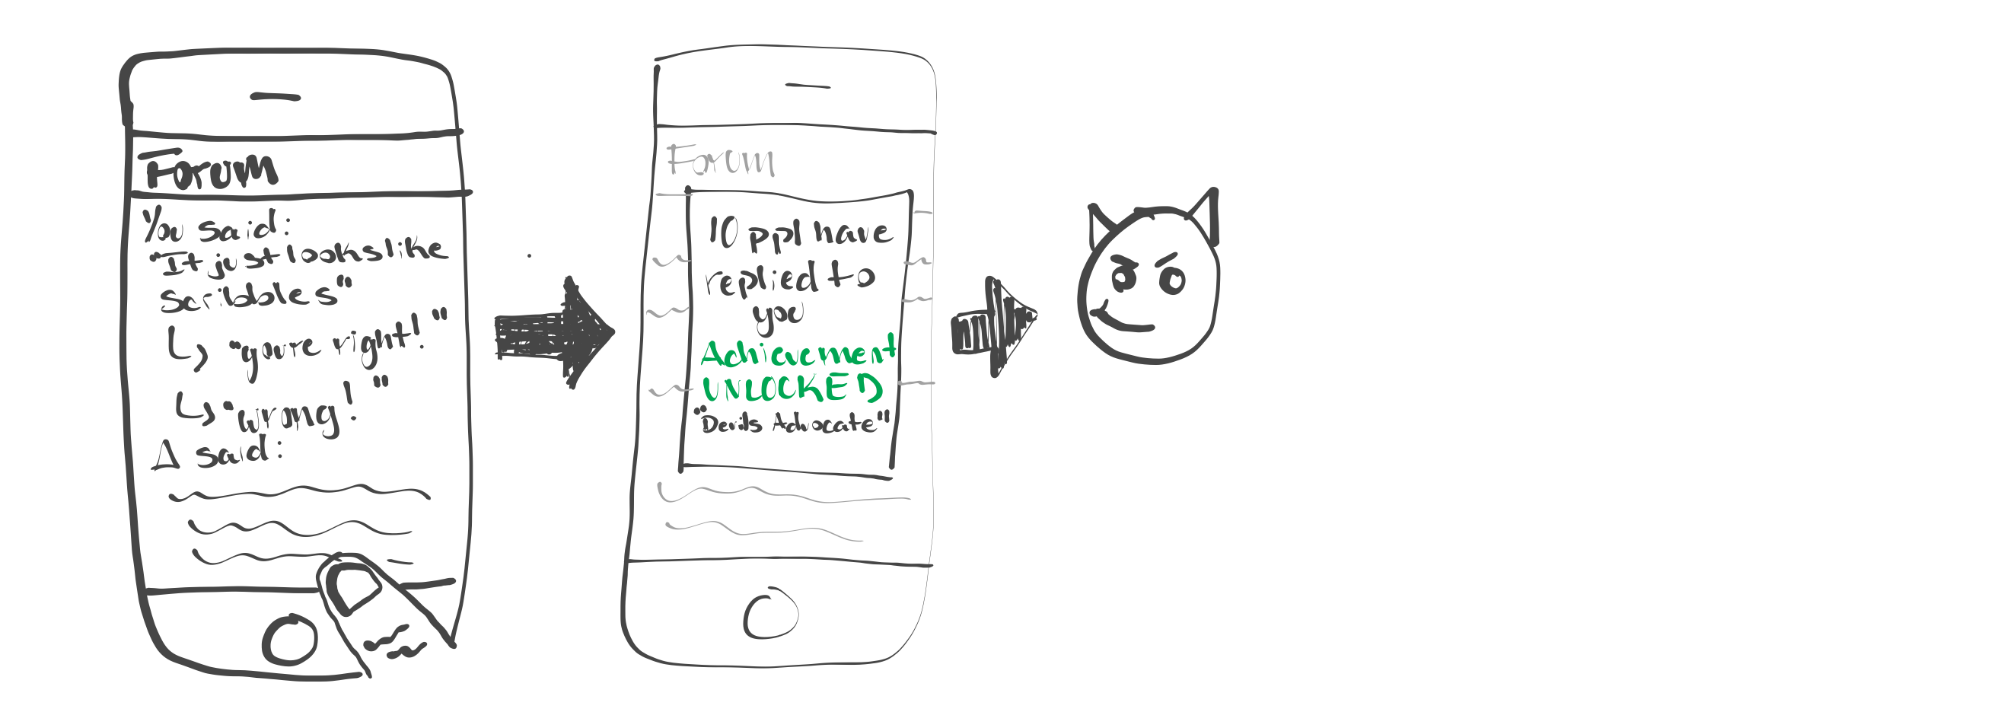 Forum
You said:
"It just looks like
scribbles"
"you're right!"
"wrong!"
Δ said:
Forum
10 ppl have
replied to
you
Achievement
UNLOCKED
"Devils Advocate"